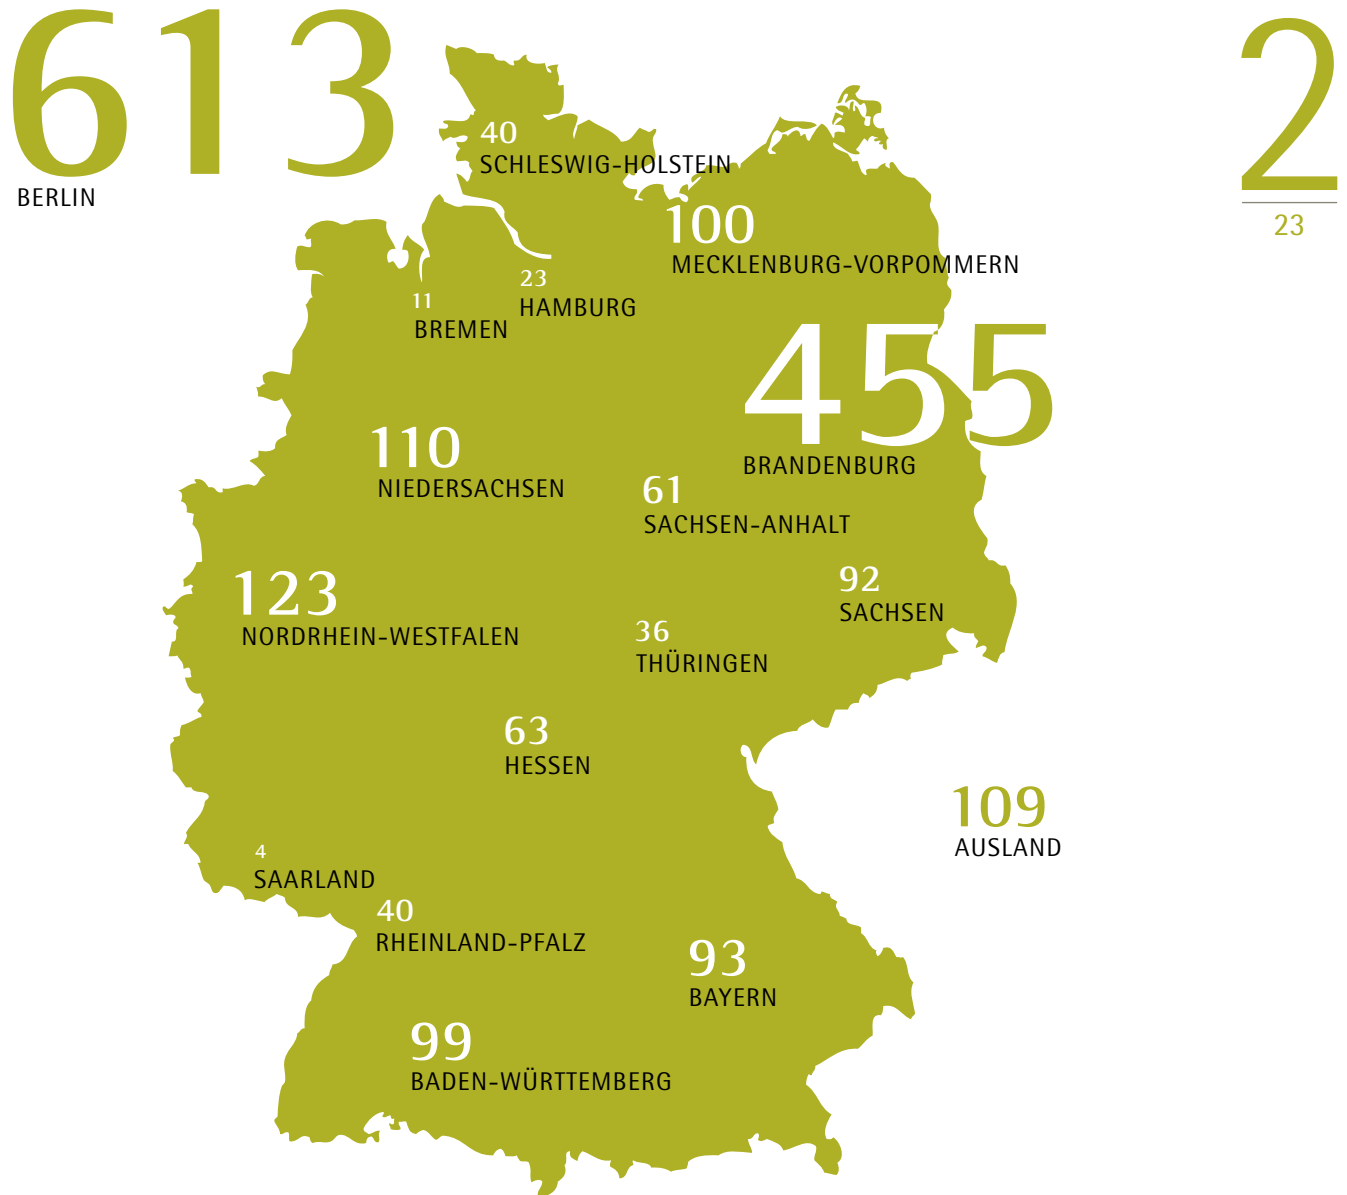 613
BERLIN
2
23
40
SCHLESWIG-HOLSTEIN
100
MECKLENBURG-VORPOMMERN
23
HAMBURG
11
BREMEN
455
BRANDENBURG
110
NIEDERSACHSEN
61
SACHSEN-ANHALT
92
SACHSEN
123
NORDRHEIN-WESTFALEN
36
THÜRINGEN
63
HESSEN
109
AUSLAND
4
SAARLAND
40
RHEINLAND-PFALZ
93
BAYERN
99
BADEN-WÜRTTEMBERG